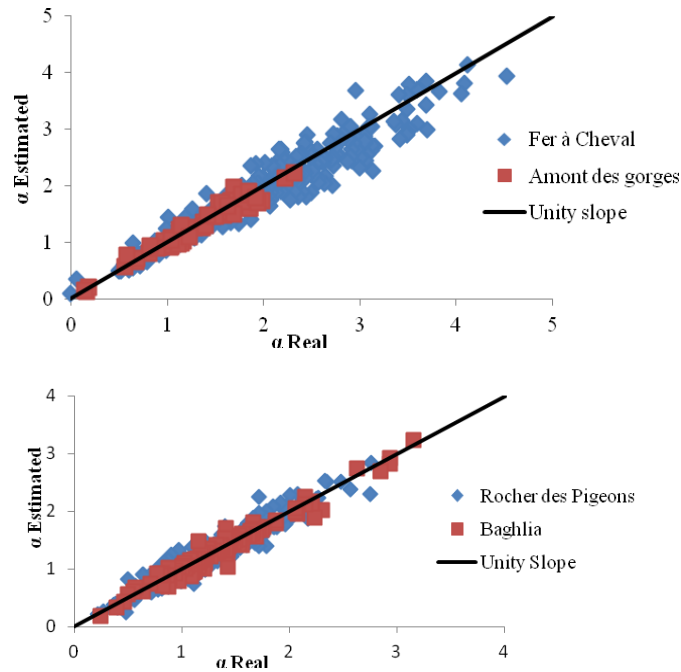 5
4
3
2
1
0
α Estimated
0 1 2 3 4 5
α Real
Fer à Cheval
Amont des gorges
Unity slope
4
3
2
1
0
α Estimated
0 1 2 3 4
α Real
Rocher des Pigeons
Baghlia
Unity Slope